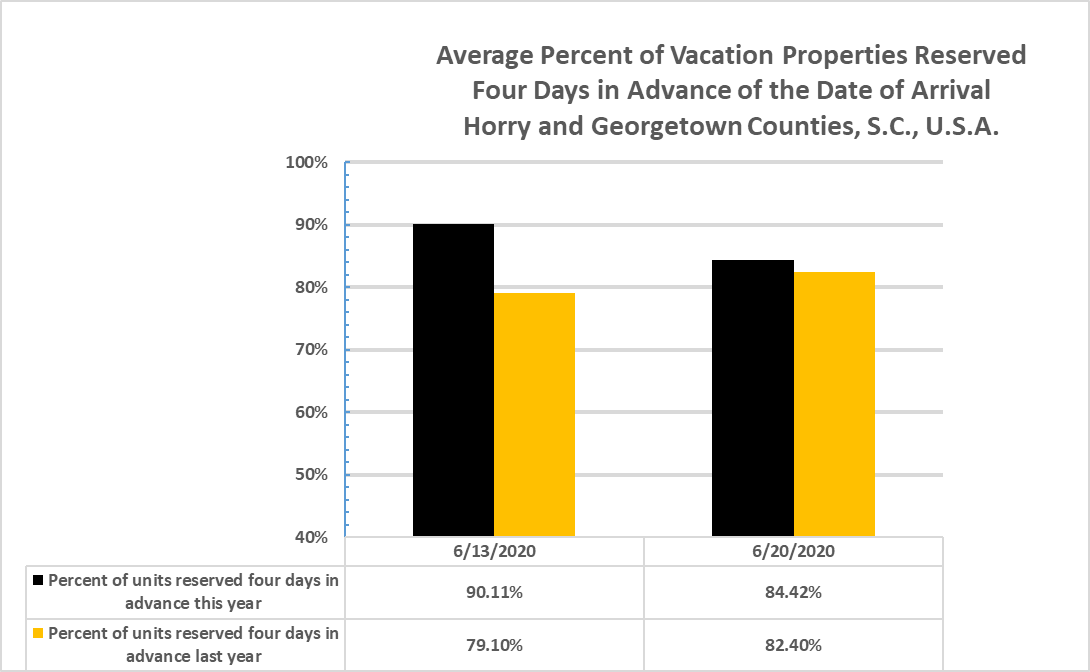 Average Percent of Vacation Properties Reserved
Four Days in Advance of the Date of Arrival
Horry and Georgetown Counties, S.C., U.S.A.
100%
90%
80%
70%
60%
50%
40%
6/13/2020 6/20/2020
Percent of units reserved four days in
advance this year
90.11% 84.42%
Percent of units reserved four days in
advance last year
79.10% 82.40%